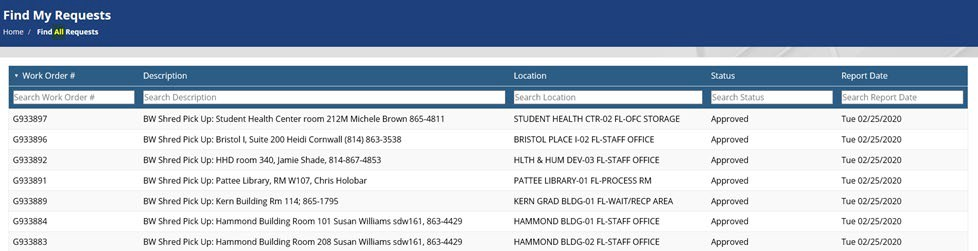 Find My Requests
Home / Find All Requests
▼ Work Order # Description Location Status Report Date
Search Work Order # Search Description Search Location Search Status Search Report Date
G933897 BW Shred Pick Up: Student Health Center room 212M Michele Brown 865-4811 STUDENT HEALTH CTR-02 FL-OFC STORAGE Approved Tue 02/25/2020
G933896 BW Shred Pick Up: Bristol I, Suite 200 Heidi Cornwall (814) 863-3538 BRISTOL PLACE I-02 FL-STAFF OFFICE Approved Tue 02/25/2020
G933892 BW Shred Pick Up: HHD room 340, Jamie Shade, 814-867-4853 HLTH & HUM DEV-03 FL-STAFF OFFICE Approved Tue 02/25/2020
G933891 BW Shred Pick Up: Pattee Library, RM W107, Chris Holobar PATTEE LIBRARY-01 FL-PROCESS RM Approved Tue 02/25/2020
G933889 BW Shred Pick Up: Kern Building Rm 114; 865-1795 KERN GRAD BLDG-01 FL-WAIT/RECP AREA Approved Tue 02/25/2020
G933884 BW Shred Pick Up: Hammond Building Room 101 Susan Williams sdw161, 863-4429 HAMMOND BLDG-01 FL-STAFF OFFICE Approved Tue 02/25/2020
G933883 BW Shred Pick Up: Hammond Building Room 208 Susan Williams sdw161, 863-4429 HAMMOND BLDG-02 FL-STAFF OFFICE Approved Tue 02/25/2020